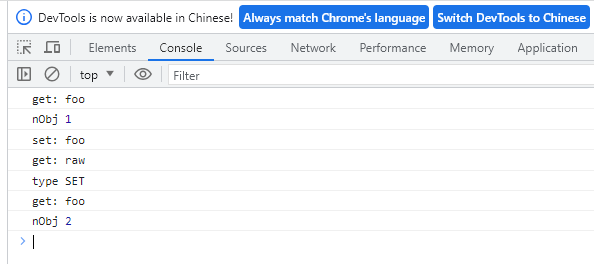 DevTools is now available in Chinese! Always match Chrome's language Switch DevTools to Chinese
Elements Console Sources Network Performance Memory Application
top Filter
get: foo
nObj 1
set: foo
get: raw
type SET
get: foo
nObj 2